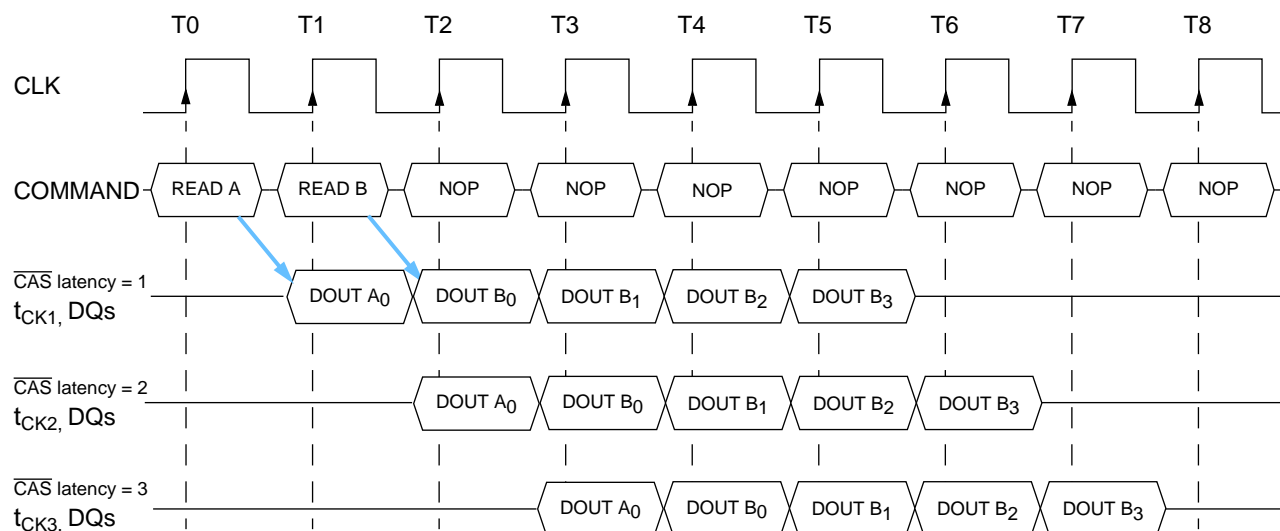 T0 T1 T2 T3 T4 T5 T6 T7 T8
CLK
COMMAND READ A READ B NOP NOP NOP NOP NOP NOP NOP
CAS latency = 1
tCK1, DQs DOUT A0 DOUT B0 DOUT B1 DOUT B2 DOUT B3
CAS latency = 2
tCK2, DQs DOUT A0 DOUT B0 DOUT B1 DOUT B2 DOUT B3
CAS latency = 3
tCK3, DQs DOUT A0 DOUT B0 DOUT B1 DOUT B2 DOUT B3